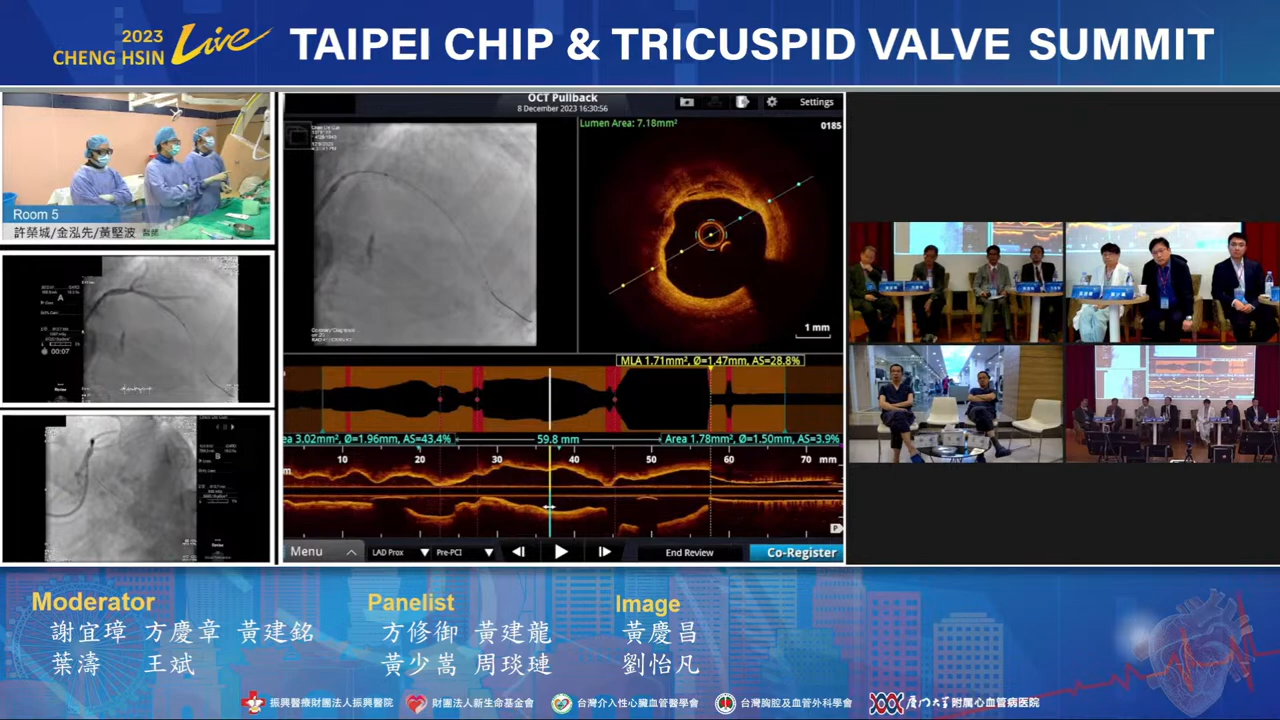 2023
CHENG HSIN Live TAIPEI CHIP & TRICUSPID VALVE SUMMIT
Room 5
許榮城/金泓先/黃堅波 醫師
A
00:07
B
OCT Pullback
8 December 2023 16:30:56
Settings
Lumen Area: 7.18mm²
0185
1 mm
MLA 1.71mm², Ø=1.47mm, AS=28.8%
ea 3.02mm², Ø=1.96mm, AS=43.4%
59.8 mm
Area 1.78mm², Ø=1.50mm, AS=3.9%
10 20 30 40 50 60 70 mm
P
Menu LAD Prox Pre-PCI End Review Co-Register
Moderator
謝宜璋 方慶章 黃建銘
葉濤 王斌
Panelist
方修御 黃建龍
黃少嵩 周琰璉
Image
黃慶昌
劉怡凡
振興醫療財團法人振興醫院 財團法人新生命基金會 台灣介入性心臟血管醫學會 台灣胸腔及血管外科學會 厦门大学附属心血管病医院